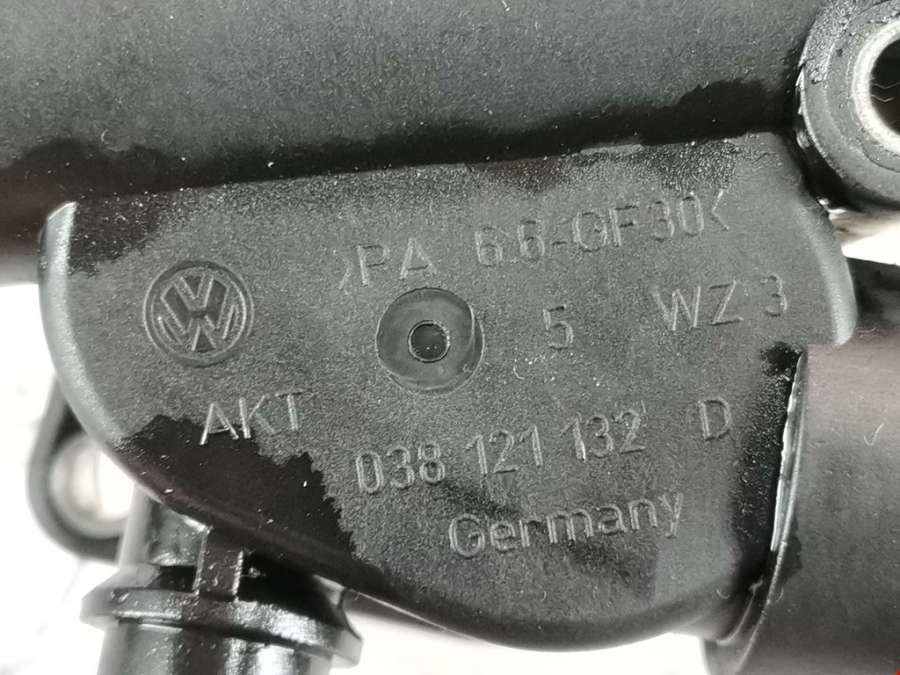 >PA 6.6-GF30<
5 WZ 3
AKT
038 121 132 D
Germany